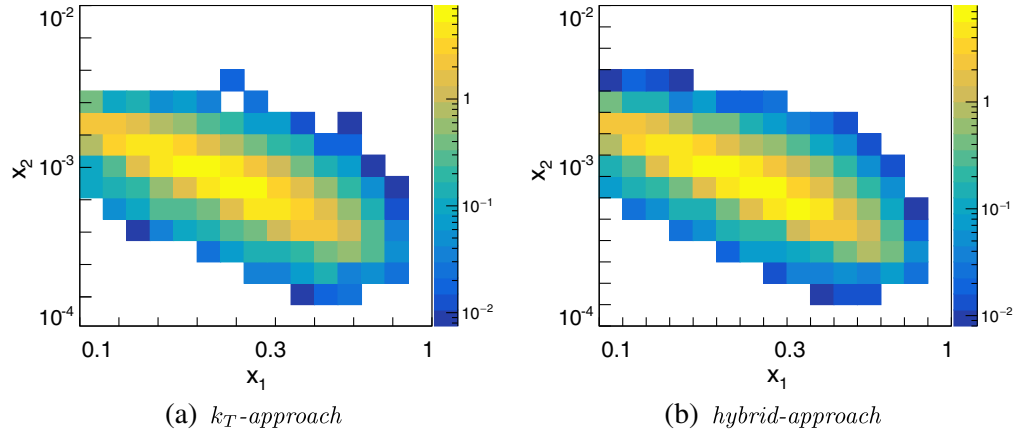 10⁻² 1 10⁻² 1
x₂ 10⁻³ 10⁻¹ x₂ 10⁻³ 10⁻¹
10⁻⁴ 10⁻² 10⁻⁴ 10⁻²
0.1 0.3 1 0.1 0.3 1
x₁ x₁
(a) k_T-approach (b) hybrid-approach